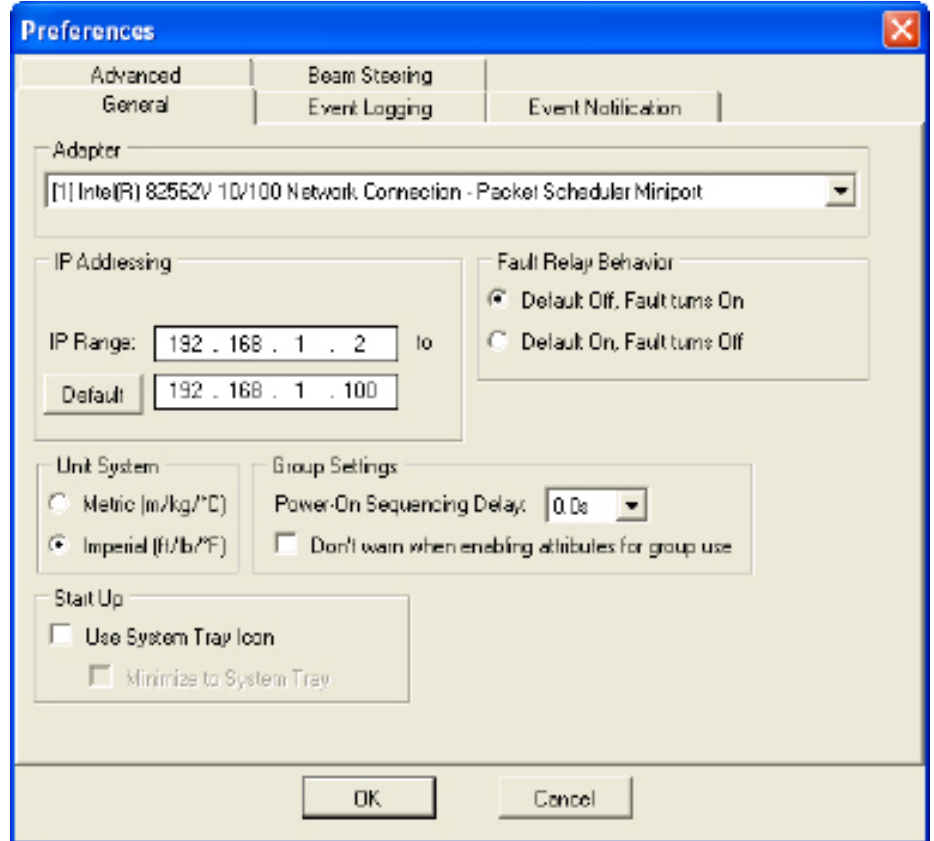 Preferences
Advanced Beam Steering
General Event Logging Event Notification
Adapter
[1] Intel(R) 82562V 10/100 Network Connection - Packet Scheduler Miniport
IP Addressing
IP Range: 192 . 168 . 1 . 2 to
Default 192 . 168 . 1 . 100
Fault Relay Behavior
Default Off, Fault turns On
Default On, Fault turns Off
Unit System
Metric (m/kg/°C)
Imperial (ft/lb/°F)
Group Settings
Power-On Sequencing Delay: 0.0s
Don't warn when enabling attributes for group use
Start Up
Use System Tray Icon
Minimize to System Tray
OK Cancel